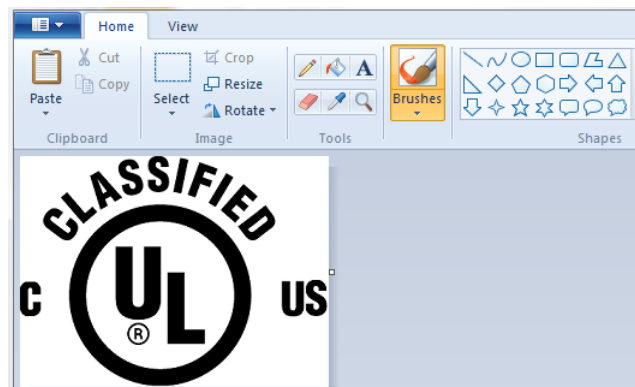 Home View
Cut Crop
Copy Resize
Paste Select Rotate A Brushes
Clipboard Image Tools Shapes
CLASSIFIED
C UL US
®